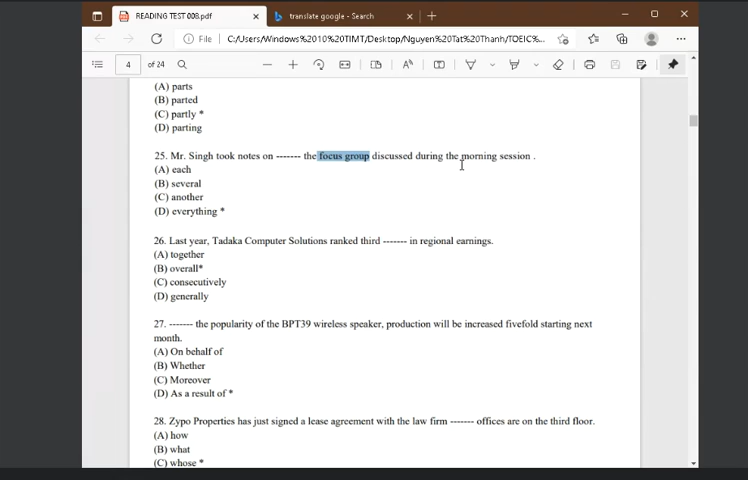 READING TEST 008.pdf
translate google - Search
File
C:/Users/Windows%2010%20TIMT/Desktop/Nguyen%20Tat%20Thanh/TOEIC%...
4 of 24
(A) parts
(B) parted
(C) partly *
(D) parting
25. Mr. Singh took notes on ------- the focus group discussed during the morning session .
(A) each
(B) several
(C) another
(D) everything *
26. Last year, Tadaka Computer Solutions ranked third ------- in regional earnings.
(A) together
(B) overall*
(C) consecutively
(D) generally
27. ------- the popularity of the BPT39 wireless speaker, production will be increased fivefold starting next
month.
(A) On behalf of
(B) Whether
(C) Moreover
(D) As a result of *
28. Zypo Properties has just signed a lease agreement with the law firm ------- offices are on the third floor.
(A) how
(B) what
(C) whose *